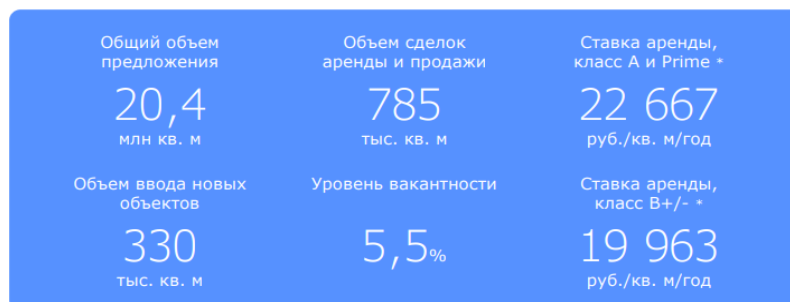 Общий объем
предложения
20,4
млн кв. м
Объем сделок
аренды и продажи
785
тыс. кв. м
Ставка аренды,
класс А и Prime *
22 667
руб./кв. м/год
Объем ввода новых
объектов
330
тыс. кв. м
Уровень вакантности
5,5%
Ставка аренды,
класс В+/- *
19 963
руб./кв. м/год